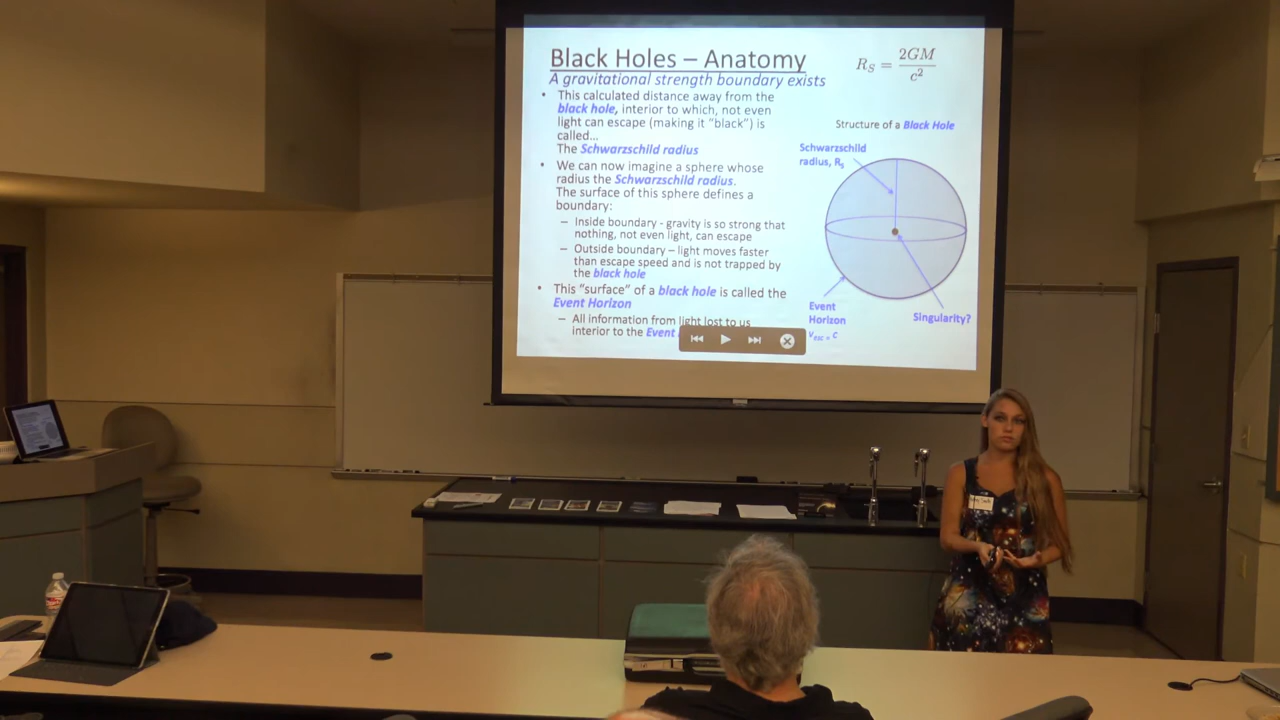 Black Holes – Anatomy
A gravitational strength boundary exists
• This calculated distance away from the
black hole, interior to which, not even
light can escape (making it "black") is
called...
The Schwarzschild radius
• We can now imagine a sphere whose
radius the Schwarzschild radius.
The surface of this sphere defines a
boundary:
– Inside boundary - gravity is so strong that
nothing, not even light, can escape
– Outside boundary – light moves faster
than escape speed and is not trapped by
the black hole
• This "surface" of a black hole is called the
Event Horizon
– All information from light lost to us
interior to the Event
R_S = 2GM / c²
Structure of a Black Hole
Schwarzschild
radius, R_s
Event
Horizon
v_esc = c
Singularity?